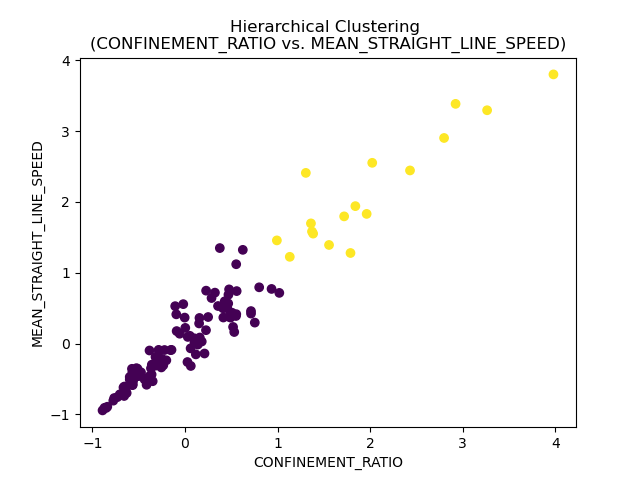 Hierarchical Clustering
(CONFINEMENT_RATIO vs. MEAN_STRAIGHT_LINE_SPEED)
4
3
2
1
0
−1
MEAN_STRAIGHT_LINE_SPEED
−1 0 1 2 3 4
CONFINEMENT_RATIO